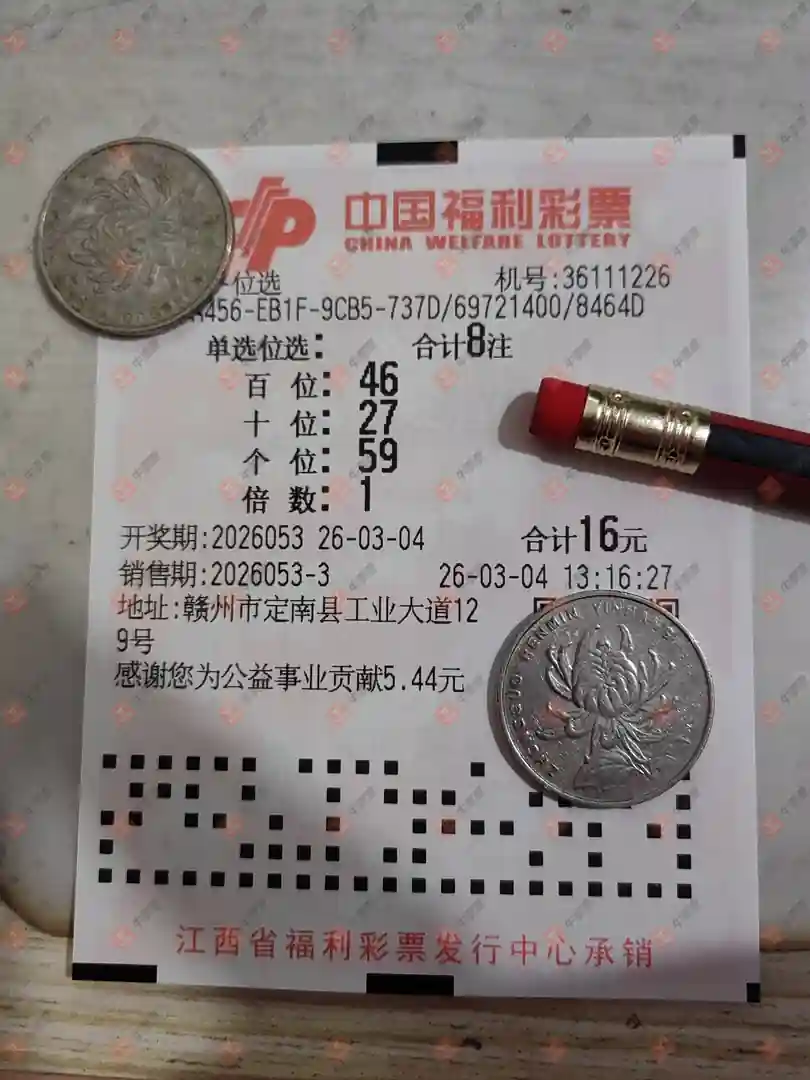 中国福利彩票
CHINA WELFARE LOTTERY
位选 机号:36111226
456-EB1F-9CB5-737D/69721400/8464D
单选位选: 合计8注
百 位: 46
十 位: 27
个 位: 59
倍 数: 1
开奖期:2026053 26-03-04 合计16元
销售期:2026053-3 26-03-04 13:16:27
地址:赣州市定南县工业大道12
9号
感谢您为公益事业贡献5.44元
江西省福利彩票发行中心承销